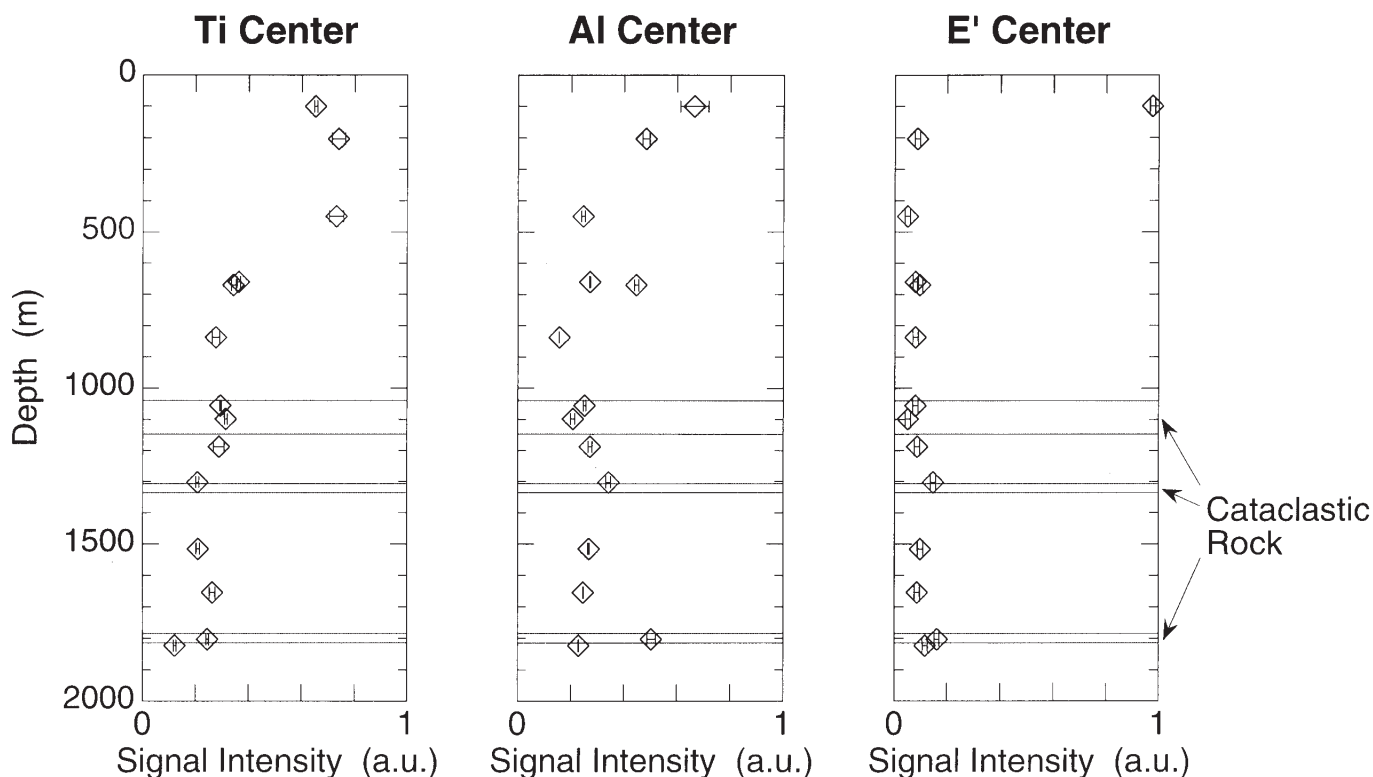 Ti Center
Al Center
E' Center
0
500
1000
1500
2000
Depth (m)
0
1
0
1
0
1
Signal Intensity (a.u.)
Signal Intensity (a.u.)
Signal Intensity (a.u.)
Cataclastic
Rock